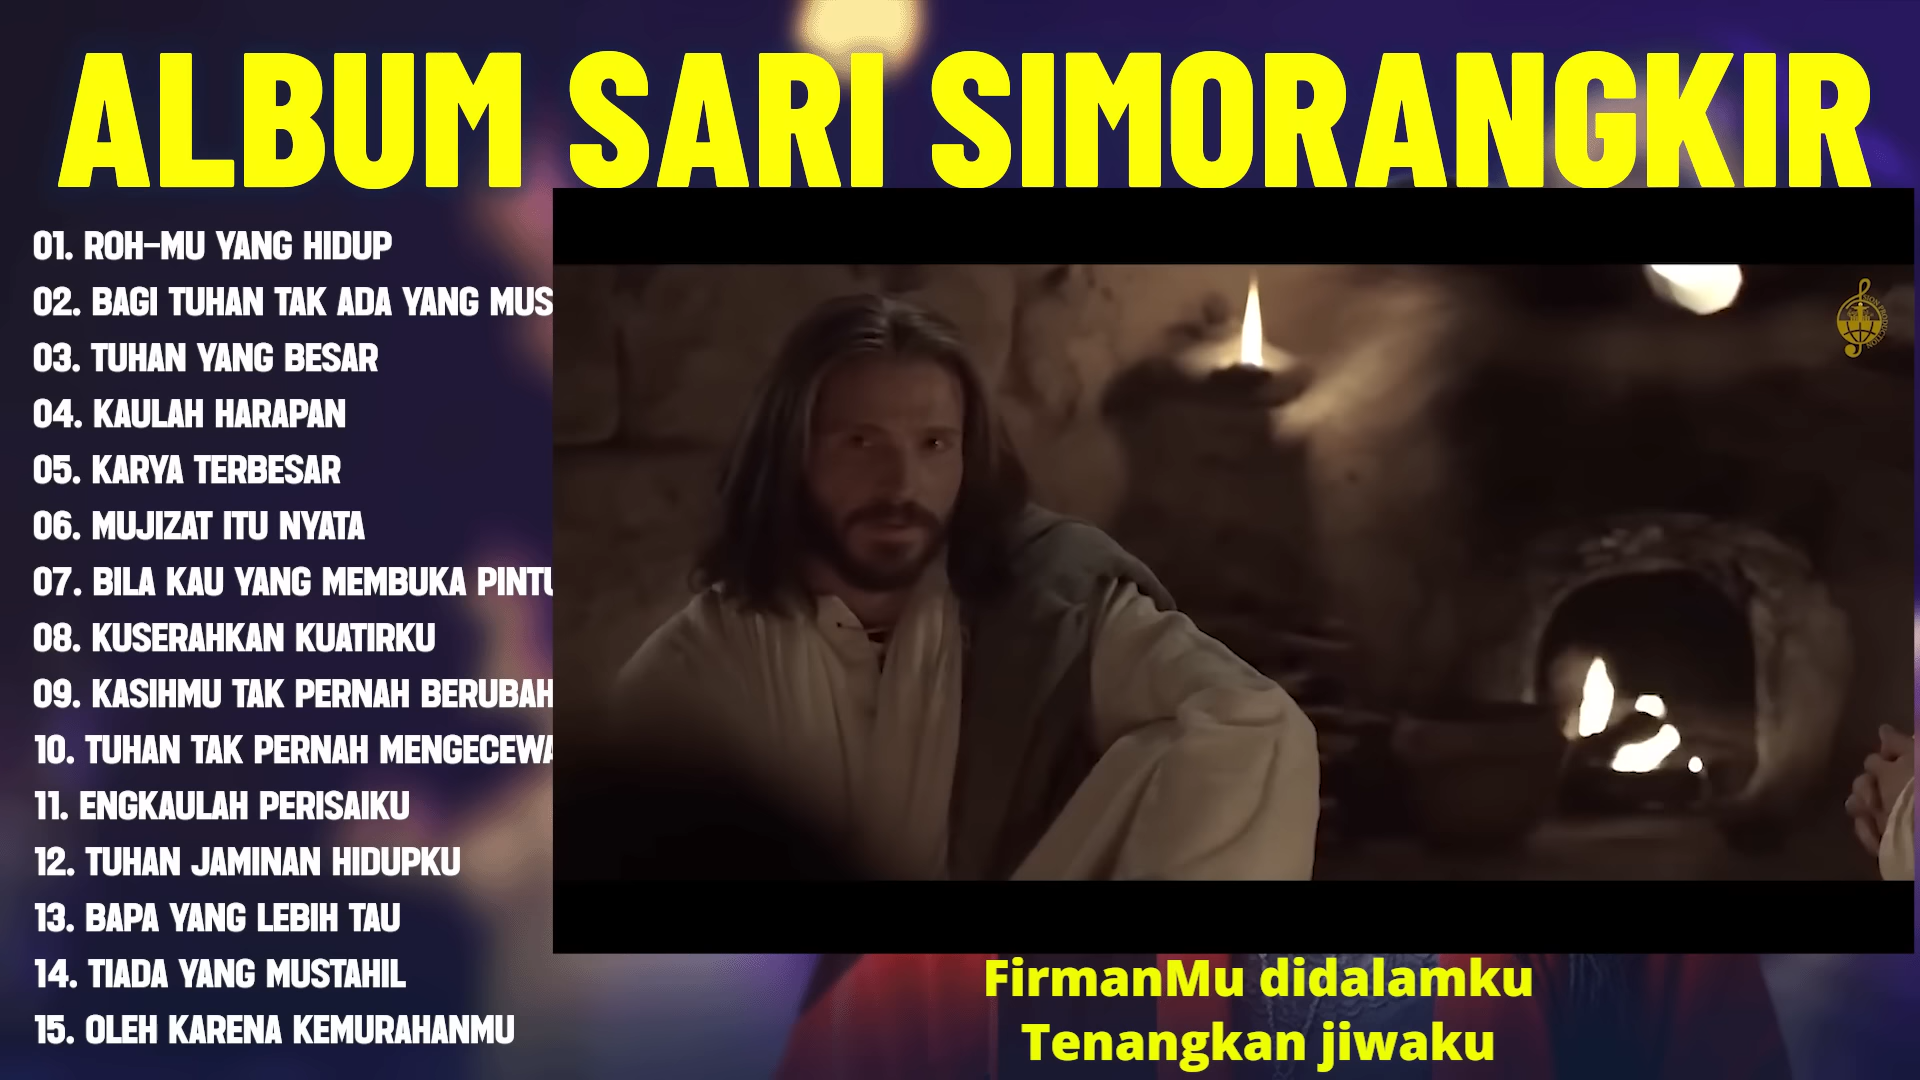 ALBUM SARI SIMORANGKIR
01. ROH-MU YANG HIDUP
02. BAGI TUHAN TAK ADA YANG MUS
03. TUHAN YANG BESAR
04. KAULAH HARAPAN
05. KARYA TERBESAR
06. MUJIZAT ITU NYATA
07. BILA KAU YANG MEMBUKA PINTU
08. KUSERAHKAN KUATIRKU
09. KASIHMU TAK PERNAH BERUBAH
10. TUHAN TAK PERNAH MENGECEWA
11. ENGKAULAH PERISAIKU
12. TUHAN JAMINAN HIDUPKU
13. BAPA YANG LEBIH TAU
14. TIADA YANG MUSTAHIL
15. OLEH KARENA KEMURAHANMU
SION PRODUCTION
FirmanMu didalamku
Tenangkan jiwaku